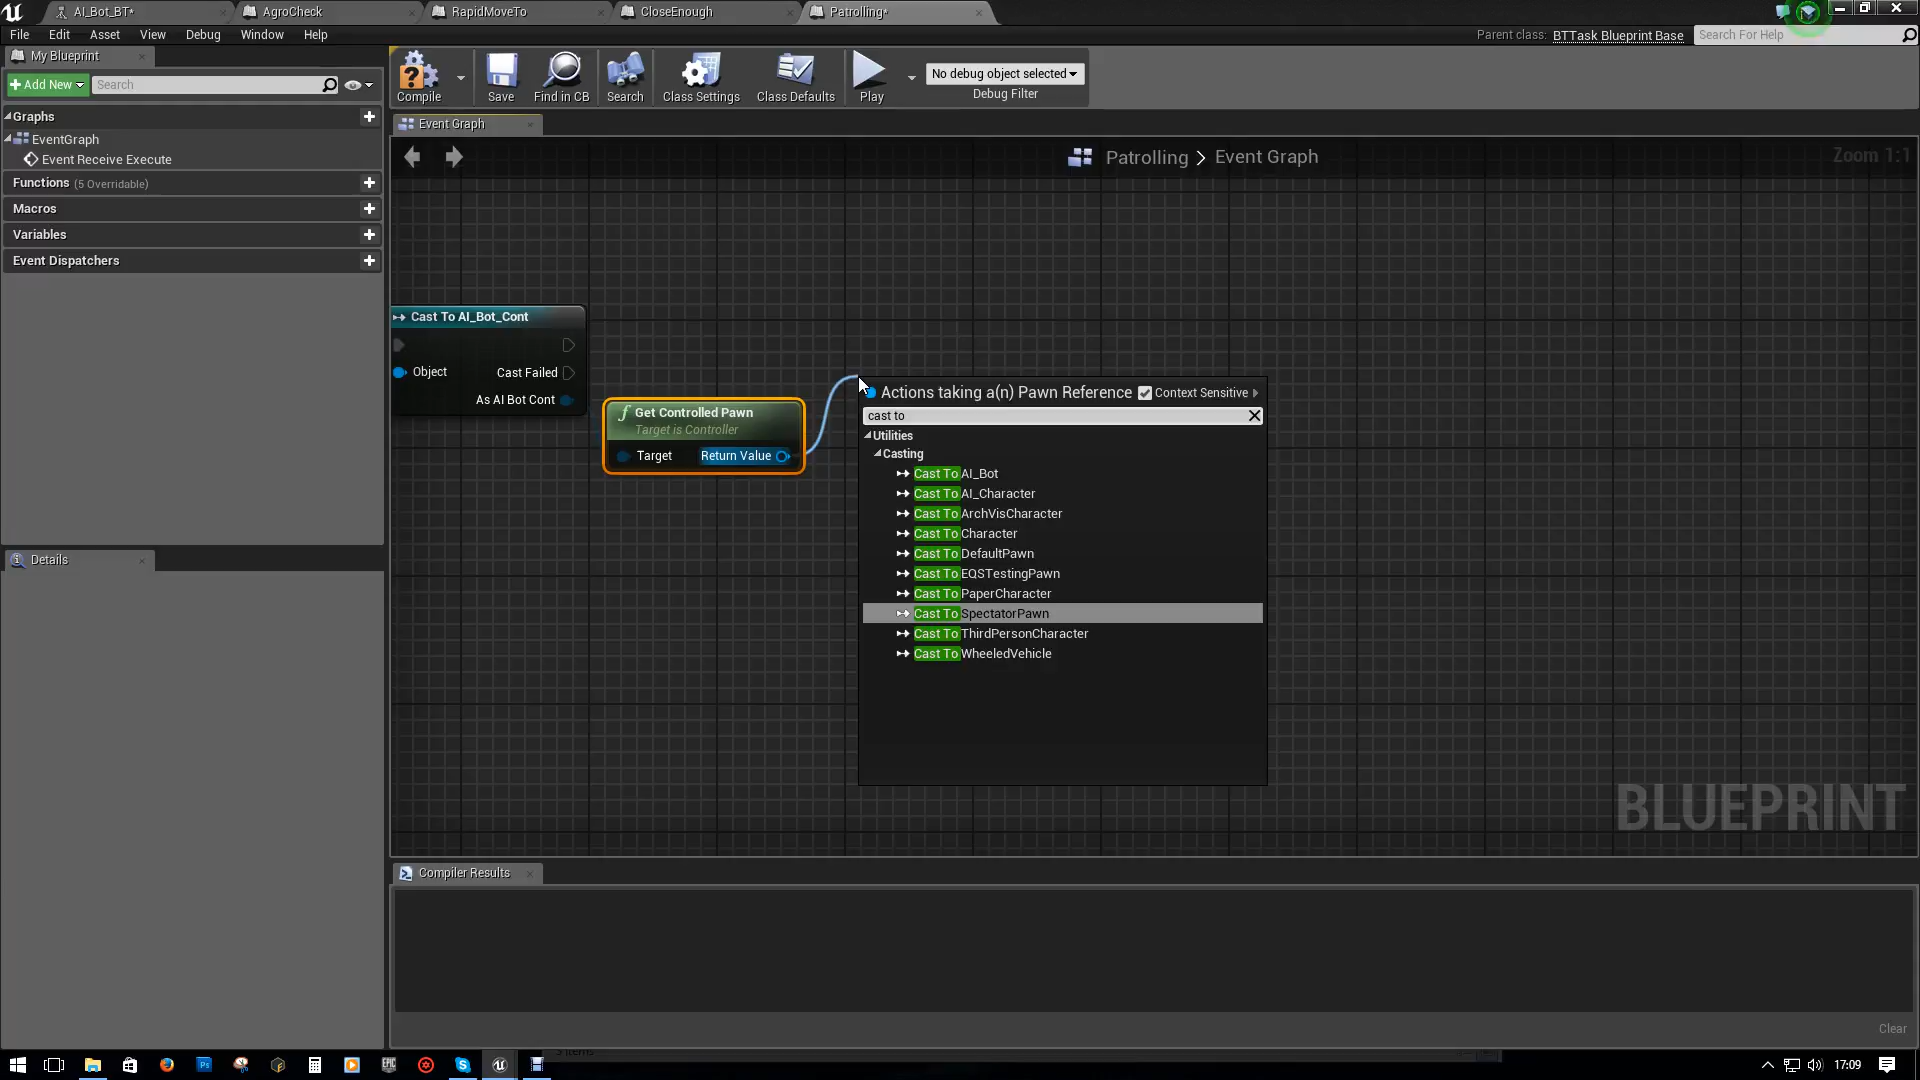 AI_Bot_BT*
AgroCheck
RapidMoveTo
CloseEnough
Patrolling*
File Edit Asset View Debug Window Help
Parent class: BTTask Blueprint Base
Search For Help
My Blueprint
Add New
Search
Graphs
EventGraph
Event Receive Execute
Functions (5 Overridable)
Macros
Variables
Event Dispatchers
Details
Compile
Save
Find in CB
Search
Class Settings
Class Defaults
Play
No debug object selected
Debug Filter
Event Graph
Patrolling > Event Graph
Zoom 1:1
Cast To AI_Bot_Cont
Object
Cast Failed
As AI Bot Cont
Get Controlled Pawn
Target is Controller
Target
Return Value
Actions taking a(n) Pawn Reference
Context Sensitive
cast to
Utilities
Casting
Cast To AI_Bot
Cast To AI_Character
Cast To ArchVisCharacter
Cast To Character
Cast To DefaultPawn
Cast To EQSTestingPawn
Cast To PaperCharacter
Cast To SpectatorPawn
Cast To ThirdPersonCharacter
Cast To WheeledVehicle
BLUEPRINT
Compiler Results
Clear
Ps
EPIC
17:09